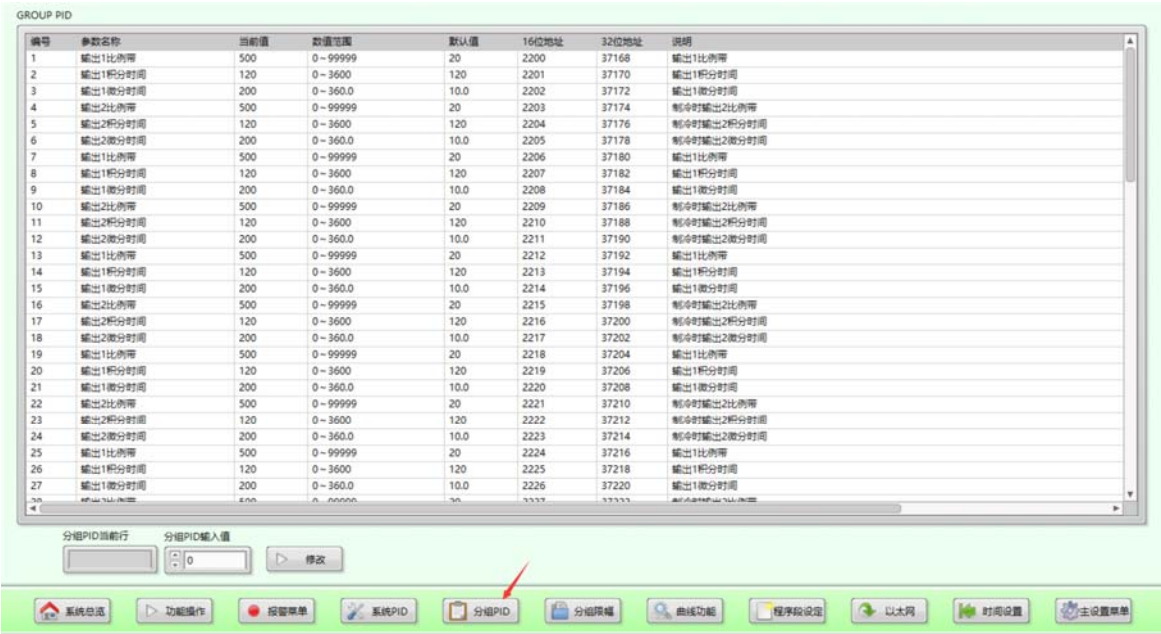 GROUP PID
编号 参数名称 当前值 数值范围 默认值 16位地址 32位地址 说明
1 输出1比例带 500 0~99999 20 2200 37168 输出1比例带
2 输出1积分时间 120 0~3600 120 2201 37170 输出1积分时间
3 输出1微分时间 200 0~360.0 10.0 2202 37172 输出1微分时间
4 输出2比例带 500 0~99999 20 2203 37174 制冷时输出2比例带
5 输出2积分时间 120 0~3600 120 2204 37176 制冷时输出2积分时间
6 输出2微分时间 200 0~360.0 10.0 2205 37178 制冷时输出2微分时间
7 输出1比例带 500 0~99999 20 2206 37180 输出1比例带
8 输出1积分时间 120 0~3600 120 2207 37182 输出1积分时间
9 输出1微分时间 200 0~360.0 10.0 2208 37184 输出1微分时间
10 输出2比例带 500 0~99999 20 2209 37186 制冷时输出2比例带
11 输出2积分时间 120 0~3600 120 2210 37188 制冷时输出2积分时间
12 输出2微分时间 200 0~360.0 10.0 2211 37190 制冷时输出2微分时间
13 输出1比例带 500 0~99999 20 2212 37192 输出1比例带
14 输出1积分时间 120 0~3600 120 2213 37194 输出1积分时间
15 输出1微分时间 200 0~360.0 10.0 2214 37196 输出1微分时间
16 输出2比例带 500 0~99999 20 2215 37198 制冷时输出2比例带
17 输出2积分时间 120 0~3600 120 2216 37200 制冷时输出2积分时间
18 输出2微分时间 200 0~360.0 10.0 2217 37202 制冷时输出2微分时间
19 输出1比例带 500 0~99999 20 2218 37204 输出1比例带
20 输出1积分时间 120 0~3600 120 2219 37206 输出1积分时间
21 输出1微分时间 200 0~360.0 10.0 2220 37208 输出1微分时间
22 输出2比例带 500 0~99999 20 2221 37210 制冷时输出2比例带
23 输出2积分时间 120 0~3600 120 2222 37212 制冷时输出2积分时间
24 输出2微分时间 200 0~360.0 10.0 2223 37214 制冷时输出2微分时间
25 输出1比例带 500 0~99999 20 2224 37216 输出1比例带
26 输出1积分时间 120 0~3600 120 2225 37218 输出1积分时间
27 输出1微分时间 200 0~360.0 10.0 2226 37220 输出1微分时间
分组PID当前行 分组PID输入值
0 修改
系统总览 功能操作 报警菜单 系统PID 分组PID 分组限幅 曲线功能 程序段设定 以太网 时间设置 主设置菜单